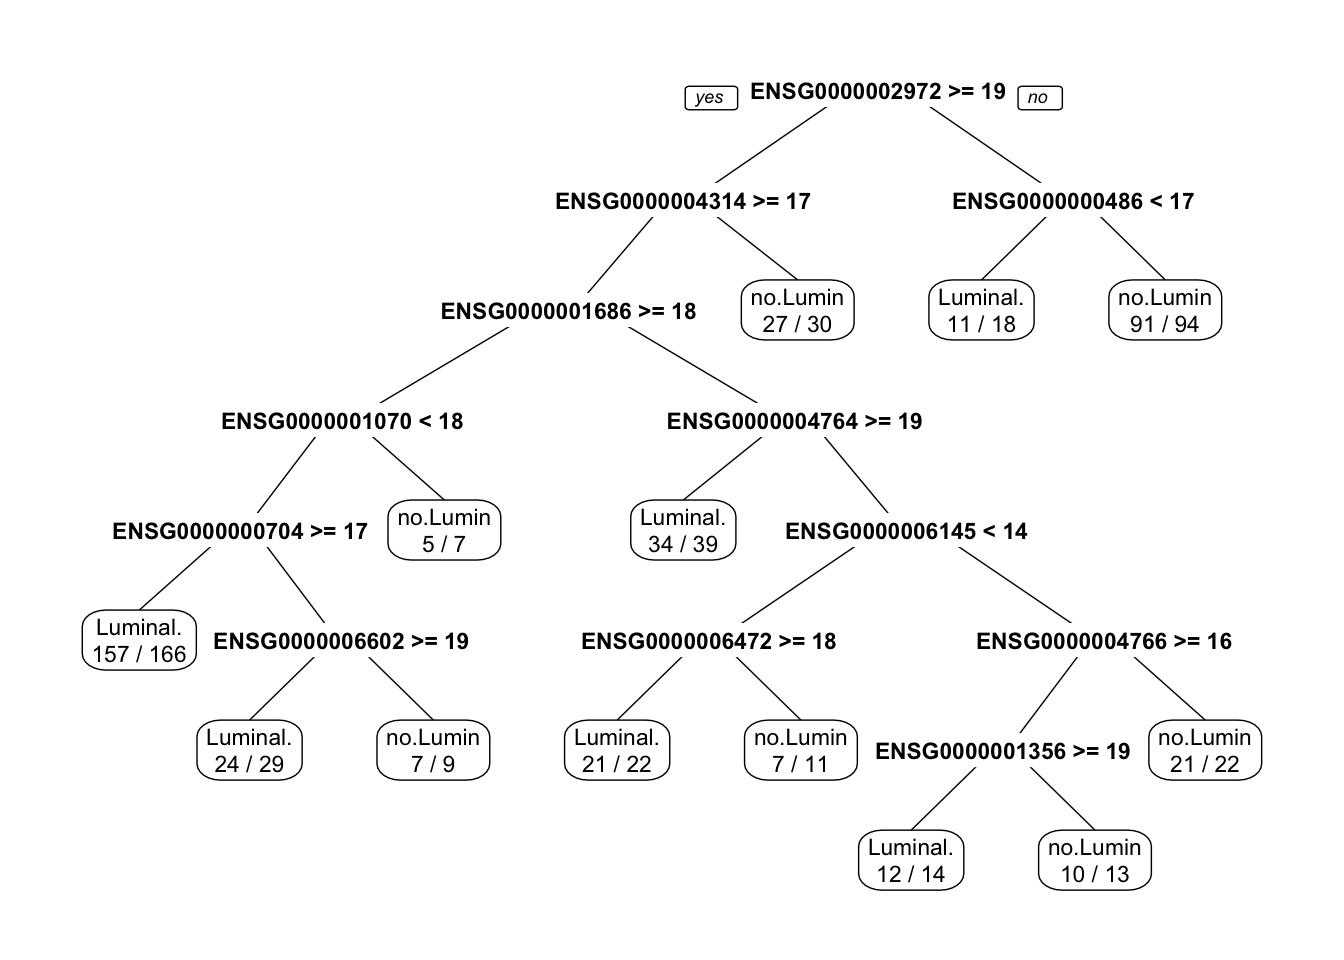 yes
ENSG0000002972 >= 19
no
ENSG0000004314 >= 17
ENSG0000000486 < 17
ENSG0000001686 >= 18
no.Lumin
27 / 30
Luminal.
11 / 18
no.Lumin
91 / 94
ENSG0000001070 < 18
ENSG0000004764 >= 19
ENSG0000000704 >= 17
no.Lumin
5 / 7
Luminal.
34 / 39
ENSG0000006145 < 14
Luminal.
157 / 166
ENSG0000006602 >= 19
ENSG0000006472 >= 18
ENSG0000004766 >= 16
Luminal.
24 / 29
no.Lumin
7 / 9
Luminal.
21 / 22
no.Lumin
7 / 11
ENSG0000001356 >= 19
no.Lumin
21 / 22
Luminal.
12 / 14
no.Lumin
10 / 13